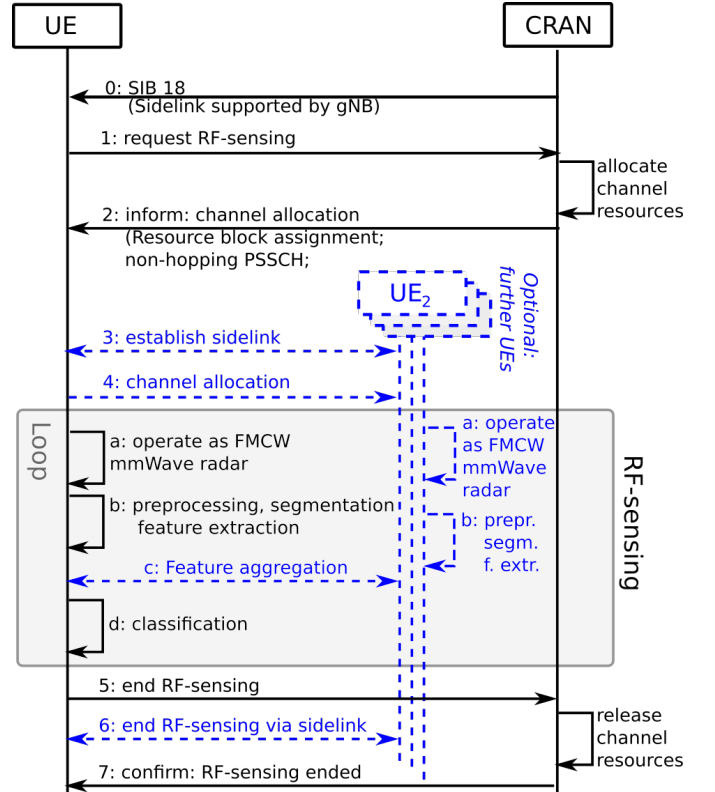 UE
CRAN
0: SIB 18
(Sidelink supported by gNB)
1: request RF-sensing
allocate
channel
resources
2: inform: channel allocation
(Resource block assignment;
non-hopping PSSCH;
UE2
Optional:
further UEs
3: establish sidelink
4: channel allocation
Loop
a: operate as FMCW
mmWave radar
a: operate
as FMCW
mmWave
radar
b: preprocessing, segmentation
feature extraction
b: prepr.
segm.
f. extr.
RF-sensing
c: Feature aggregation
d: classification
5: end RF-sensing
release
channel
resources
6: end RF-sensing via sidelink
7: confirm: RF-sensing ended